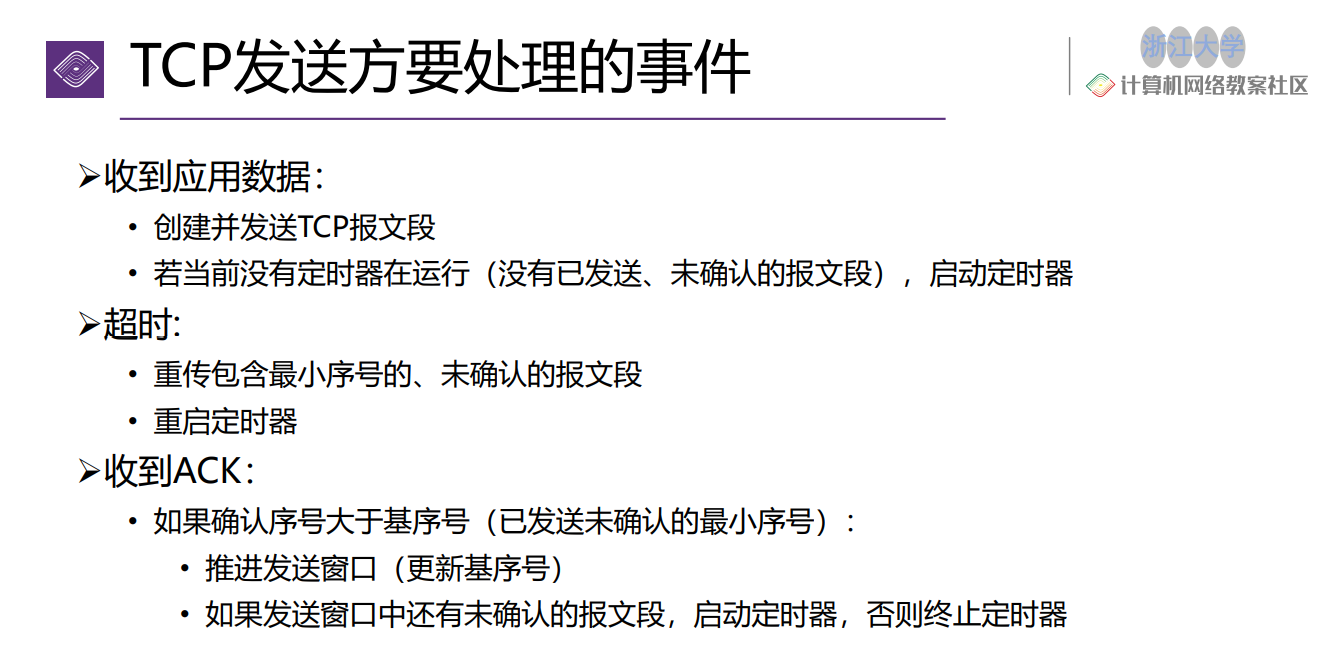 TCP发送方要处理的事件
浙江大学
计算机网络教案社区
➢收到应用数据：
• 创建并发送TCP报文段
• 若当前没有定时器在运行（没有已发送、未确认的报文段），启动定时器
➢超时:
• 重传包含最小序号的、未确认的报文段
• 重启定时器
➢收到ACK：
• 如果确认序号大于基序号（已发送未确认的最小序号）：
• 推进发送窗口（更新基序号）
• 如果发送窗口中还有未确认的报文段，启动定时器，否则终止定时器